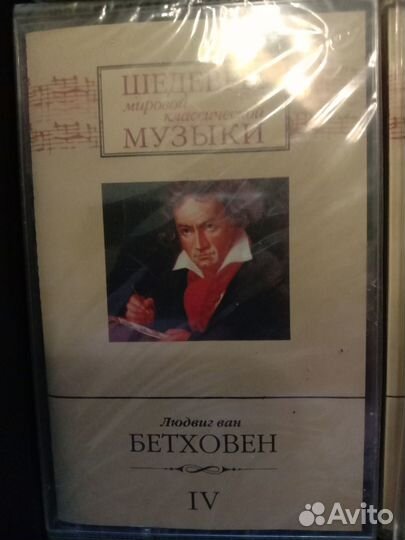 ШЕДЕВРЫ
мировой
классической
МУЗЫКИ
Людвиг ван
БЕТХОВЕН
IV
Avito